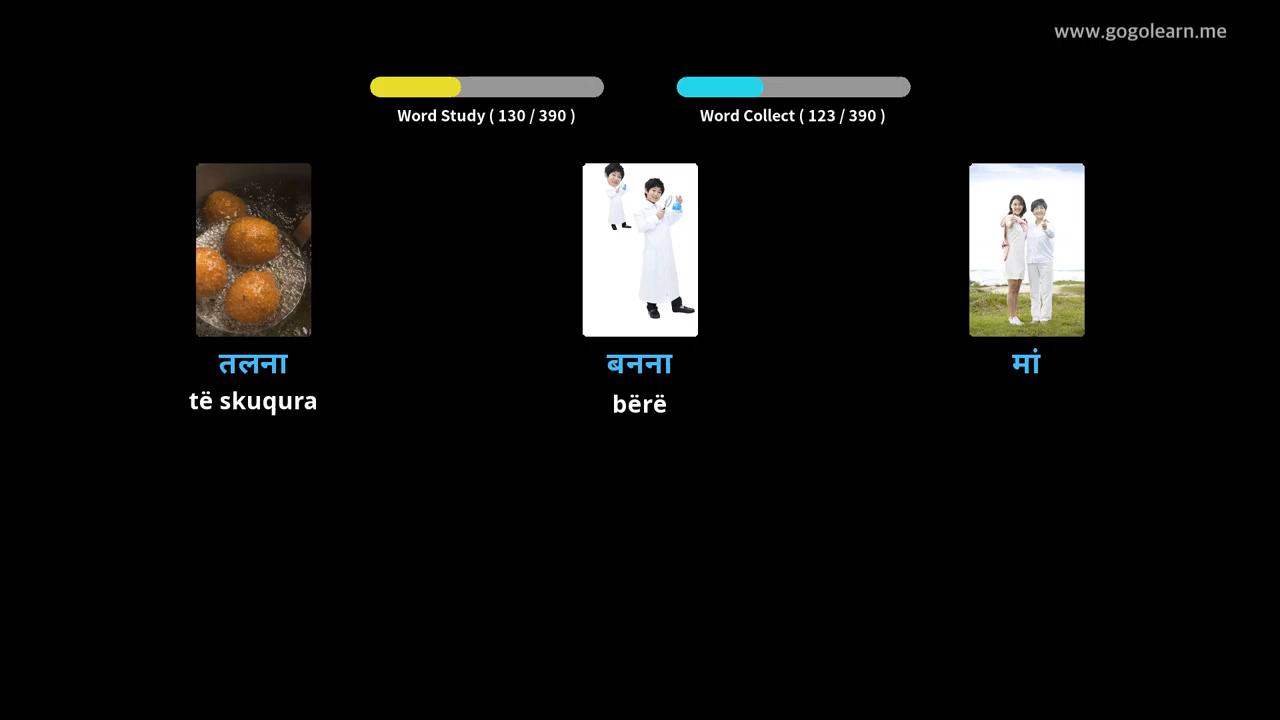 www.gogolearn.me
Word Study ( 130 / 390 )
Word Collect ( 123 / 390 )
तलना
बनना
मां
të skuqura
bërë